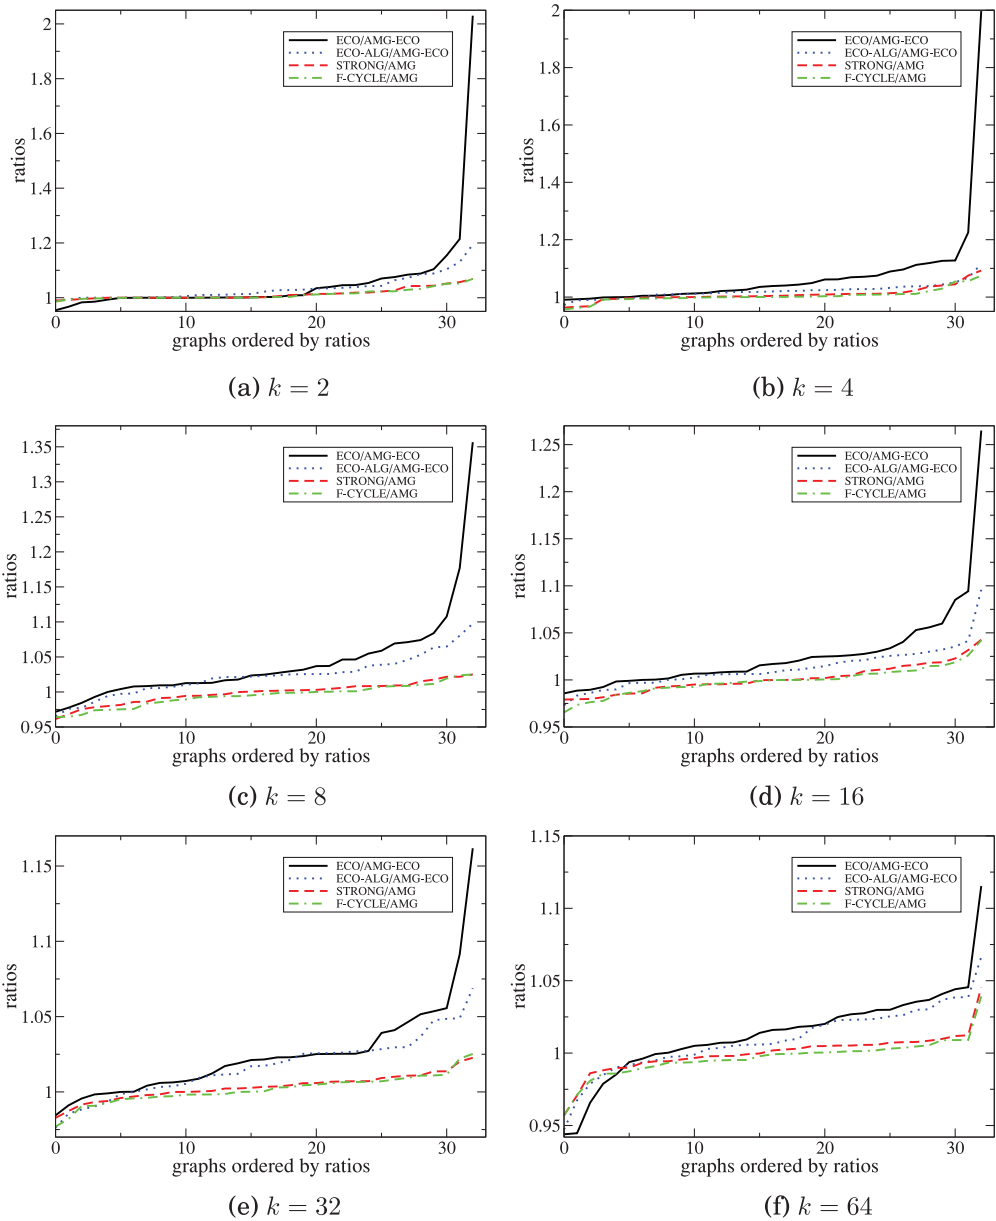 2
1.8
1.6
1.4
1.2
1
ratios
0 10 20 30
graphs ordered by ratios
ECO/AMG-ECO
ECO-ALG/AMG-ECO
STRONG/AMG
F-CYCLE/AMG
(a) k = 2
2
1.8
1.6
1.4
1.2
1
ratios
0 10 20 30
graphs ordered by ratios
ECO/AMG-ECO
ECO-ALG/AMG-ECO
STRONG/AMG
F-CYCLE/AMG
(b) k = 4
1.35
1.3
1.25
1.2
1.15
1.1
1.05
1
0.95
ratios
0 10 20 30
graphs ordered by ratios
ECO/AMG-ECO
ECO-ALG/AMG-ECO
STRONG/AMG
F-CYCLE/AMG
(c) k = 8
1.25
1.2
1.15
1.1
1.05
1
0.95
ratios
0 10 20 30
graphs ordered by ratios
ECO/AMG-ECO
ECO-ALG/AMG-ECO
STRONG/AMG
F-CYCLE/AMG
(d) k = 16
1.15
1.1
1.05
1
ratios
0 10 20 30
graphs ordered by ratios
ECO/AMG-ECO
ECO-ALG/AMG-ECO
STRONG/AMG
F-CYCLE/AMG
(e) k = 32
1.15
1.1
1.05
1
0.95
ratios
0 10 20 30
graphs ordered by ratios
ECO/AMG-ECO
ECO-ALG/AMG-ECO
STRONG/AMG
F-CYCLE/AMG
(f) k = 64